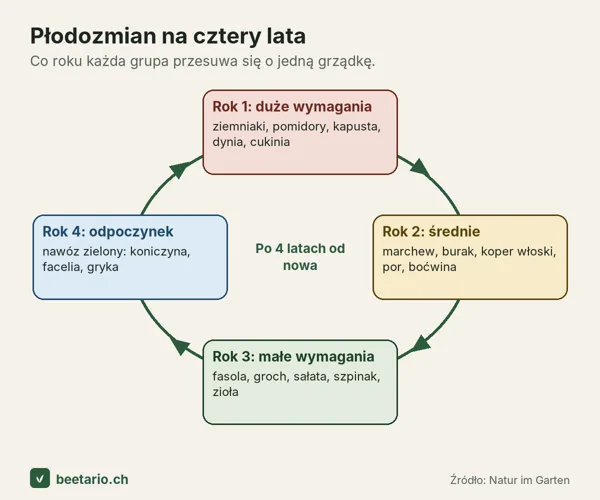 Płodozmian na cztery lata
Co roku każda grupa przesuwa się o jedną grządkę.
Rok 1: duże wymagania
ziemniaki, pomidory, kapusta,
dynia, cukinia
Rok 4: odpoczynek
nawóz zielony: koniczyna,
facelia, gryka
Po 4 latach od
nowa
Rok 2: średnie
marchew, burak, koper włoski,
por, boćwina
Rok 3: małe wymagania
fasola, groch, sałata, szpinak,
zioła
beetario.ch
Źródło: Natur im Garten